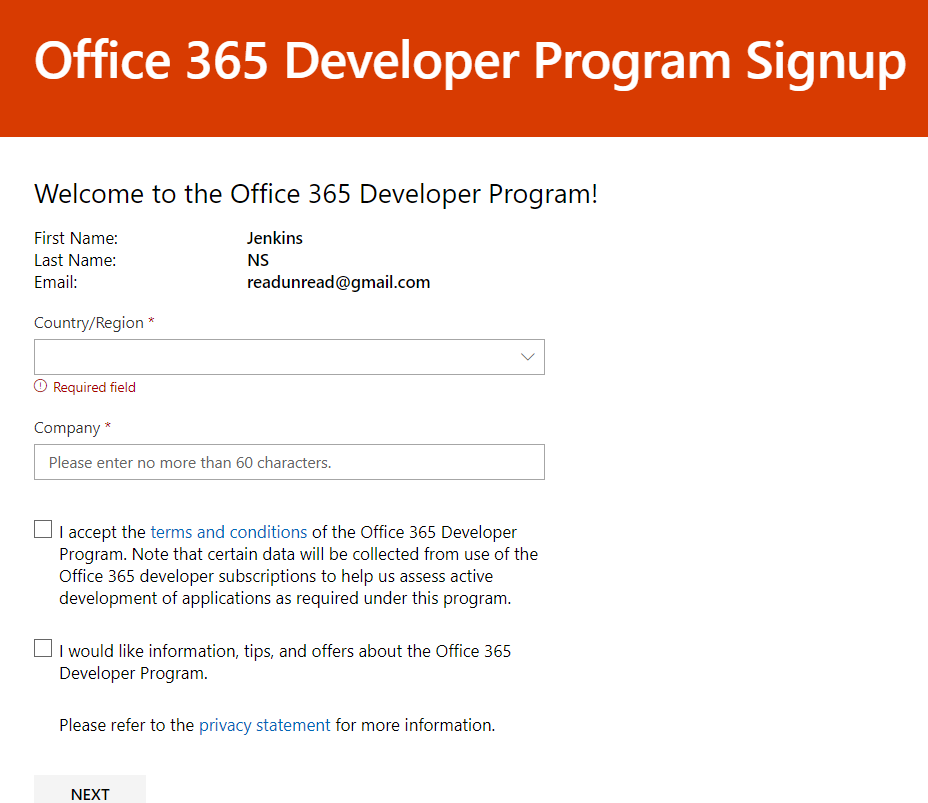 Office 365 Developer Program Signup
Welcome to the Office 365 Developer Program!
First Name: Jenkins
Last Name: NS
Email: readunread@gmail.com
Country/Region *
Required field
Company *
Please enter no more than 60 characters.
I accept the terms and conditions of the Office 365 Developer
Program. Note that certain data will be collected from use of the
Office 365 developer subscriptions to help us assess active
development of applications as required under this program.
I would like information, tips, and offers about the Office 365
Developer Program.
Please refer to the privacy statement for more information.
NEXT